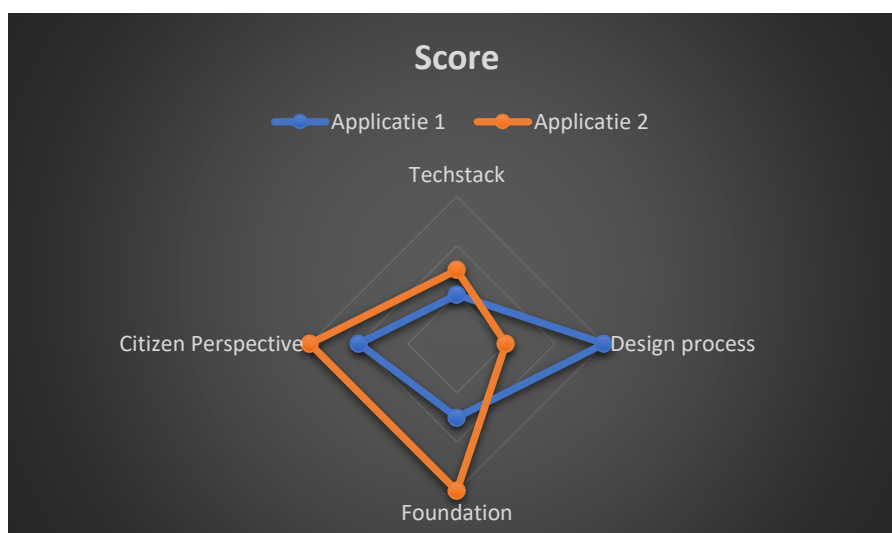 Score
Applicatie 1
Applicatie 2
Techstack
Citizen Perspective
Design process
Foundation